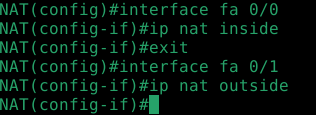 NAT(config)#interface fa 0/0
NAT(config-if)#ip nat inside
NAT(config-if)#exit
NAT(config)#interface fa 0/1
NAT(config-if)#ip nat outside
NAT(config-if)#